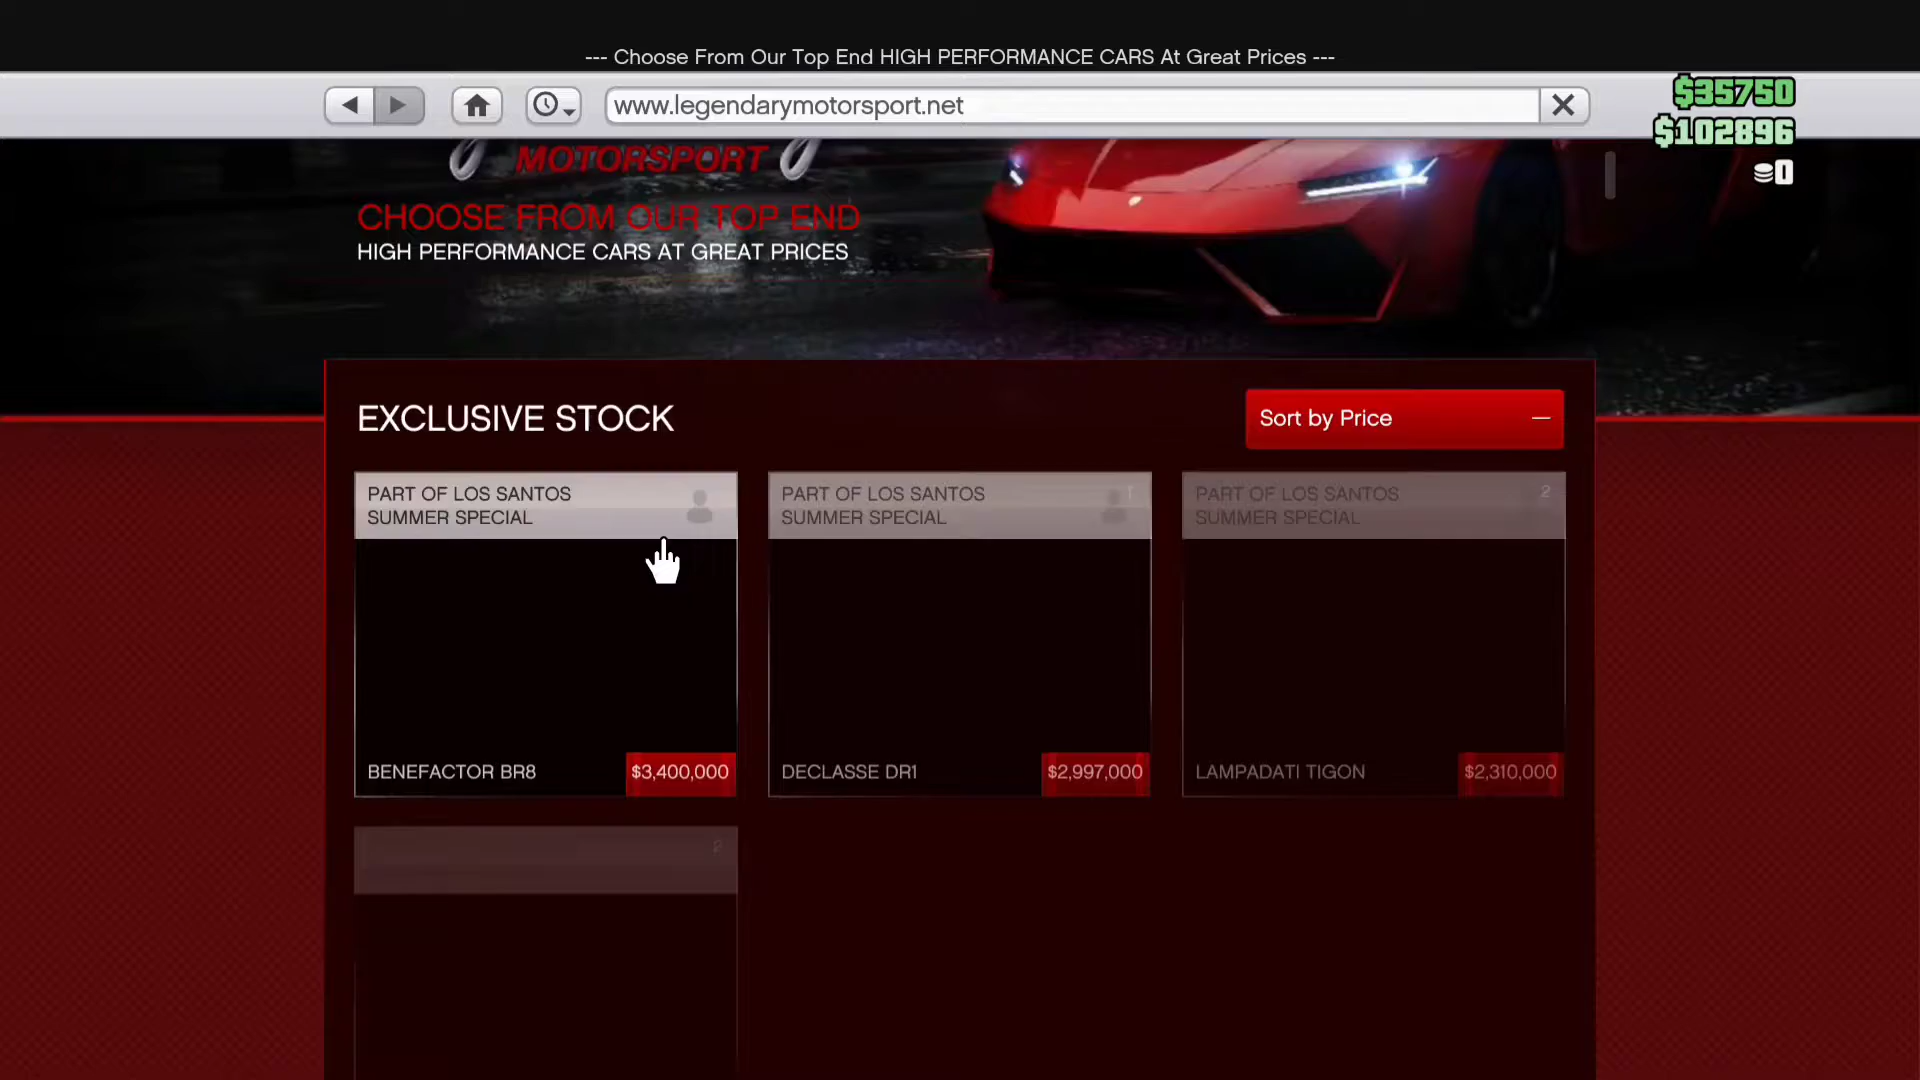 --- Choose From Our Top End HIGH PERFORMANCE CARS At Great Prices ---
www.legendarymotorsport.net
$35750
$102896
0
MOTORSPORT
CHOOSE FROM OUR TOP END
HIGH PERFORMANCE CARS AT GREAT PRICES
EXCLUSIVE STOCK
Sort by Price
PART OF LOS SANTOS
SUMMER SPECIAL
BENEFACTOR BR8
$3,400,000
PART OF LOS SANTOS
SUMMER SPECIAL
1
DECLASSE DR1
$2,997,000
PART OF LOS SANTOS
SUMMER SPECIAL
2
LAMPADATI TIGON
$2,310,000
2